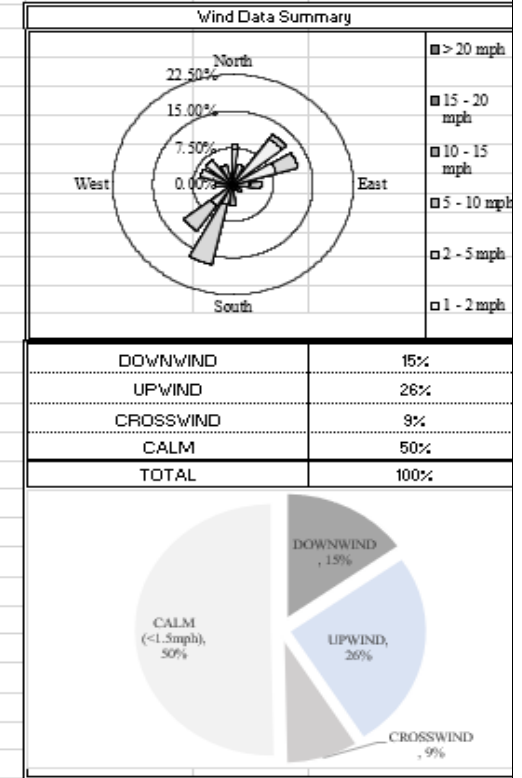 Wind Data Summary
North
22.50%
15.00%
7.50%
0.00%
West
East
South
> 20 mph
15 - 20
mph
10 - 15
mph
5 - 10 mph
2 - 5 mph
1 - 2 mph
DOWNWIND 15%
UPWIND 26%
CROSSWIND 9%
CALM 50%
TOTAL 100%
DOWNWIND
, 15%
CALM
(<1.5mph),
50%
UPWIND,
26%
CROSSWIND
, 9%